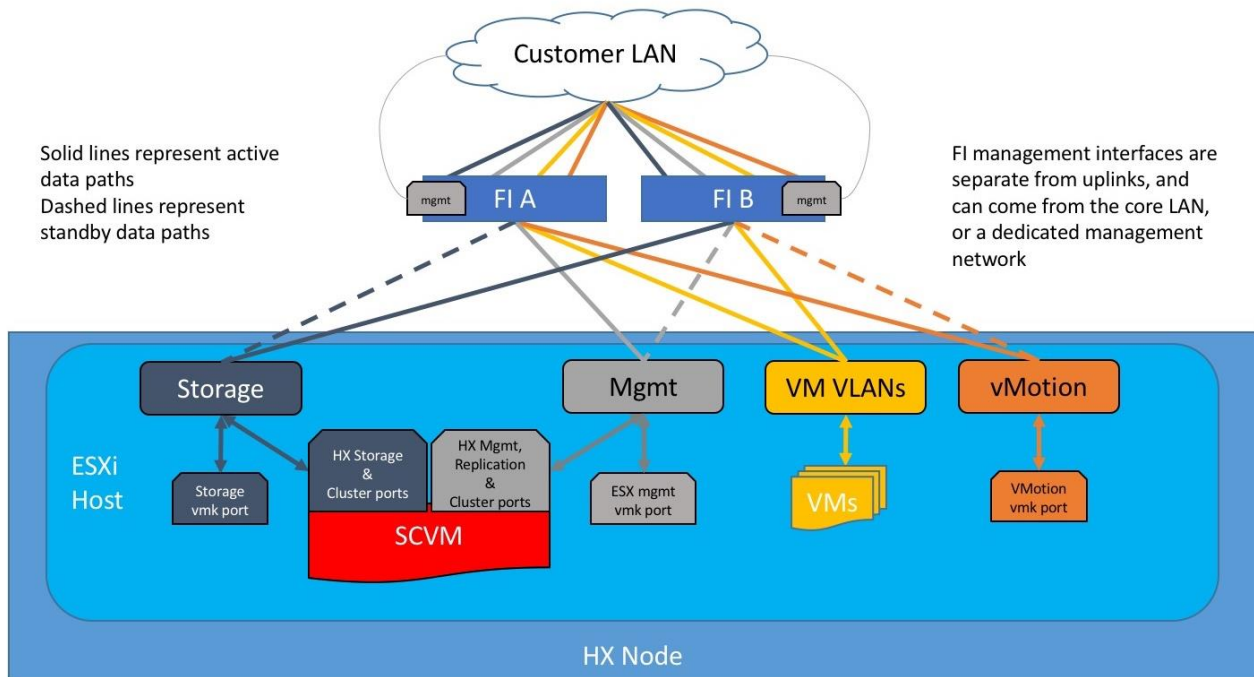 Customer LAN
Solid lines represent active
data paths
Dashed lines represent
standby data paths
FI management interfaces are
separate from uplinks, and
can come from the core LAN,
or a dedicated management
network
mgmt
FI A
FI B
mgmt
Storage
Mgmt
VM VLANs
vMotion
ESXi
Host
Storage
vmk port
HX Storage
&
Cluster ports
HX Mgmt,
Replication
&
Cluster ports
SCVM
ESX mgmt
vmk port
VMs
VMotion
vmk port
HX Node